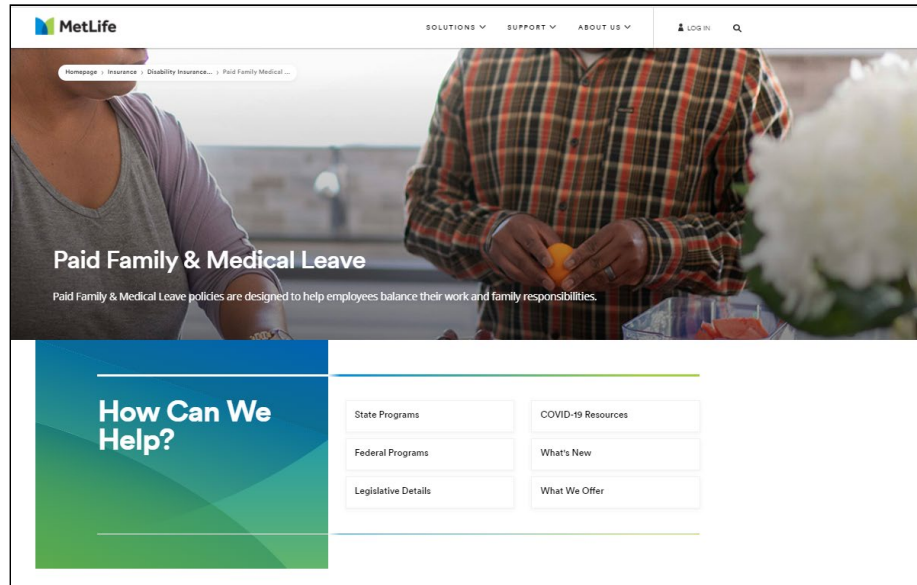 MetLife
SOLUTIONS SUPPORT ABOUT US LOG IN
Homepage > Insurance > Disability Insurance... > Paid Family Medical ...
Paid Family & Medical Leave
Paid Family & Medical Leave policies are designed to help employees balance their work and family responsibilities.
How Can We
Help?
State Programs
COVID-19 Resources
Federal Programs
What's New
Legislative Details
What We Offer